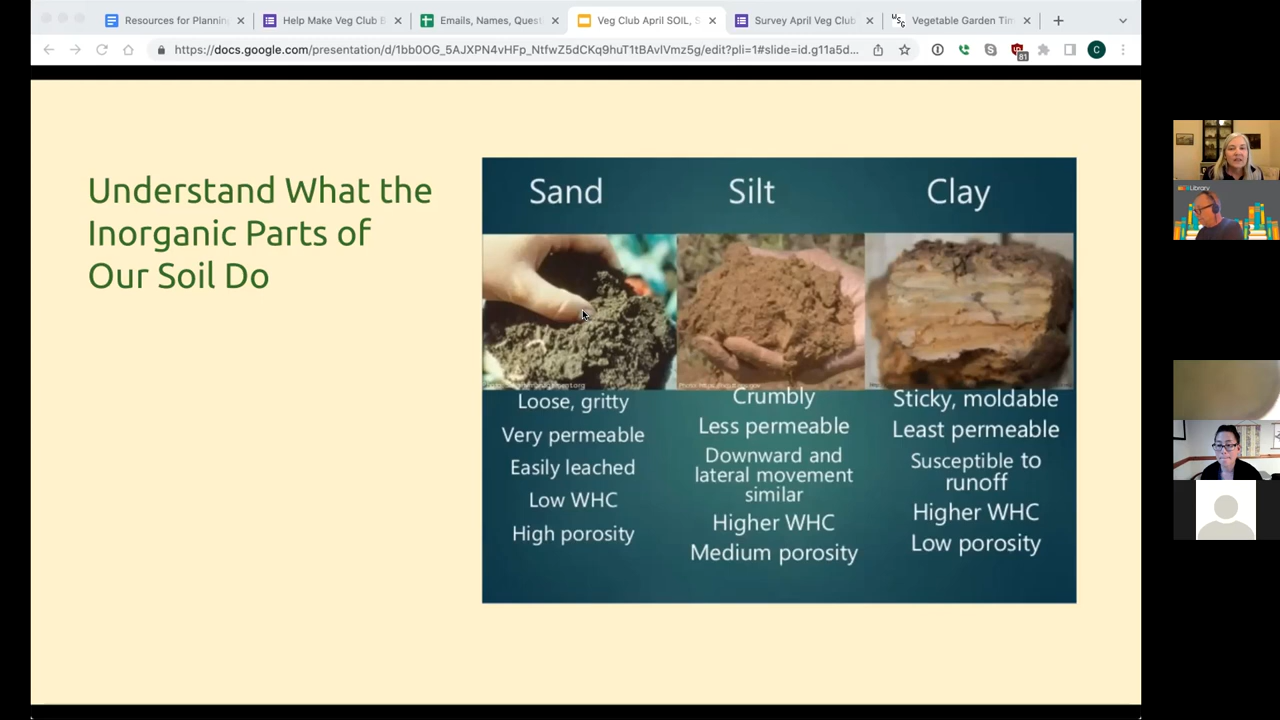 Resources for Plannin
Help Make Veg Club B
Emails, Names, Quest
Veg Club April SOIL, S
Survey April Veg Club
Vegetable Garden Tim
https://docs.google.com/presentation/d/1bb0OG_5AJXPN4vHFp_NtfwZ5dCKq9huT1tBAvIVmz5g/edit?pli=1#slide=id.g11a5d...
81
C
Understand What the
Inorganic Parts of
Our Soil Do
Sand
Silt
Clay
Loose, gritty
Very permeable
Easily leached
Low WHC
High porosity
Crumbly
Less permeable
Downward and
lateral movement
similar
Higher WHC
Medium porosity
Sticky, moldable
Least permeable
Susceptible to
runoff
Higher WHC
Low porosity
Library